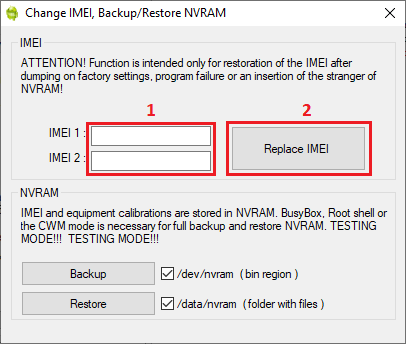 Change IMEI, Backup/Restore NVRAM
IMEI
ATTENTION! Function is intended only for restoration of the IMEI after
dumping on factory settings, program failure or an insertion of the stranger of
NVRAM!
1
2
IMEI 1 :
IMEI 2 :
Replace IMEI
NVRAM
IMEI and equipment calibrations are stored in NVRAM. BusyBox, Root shell or
the CWM mode is necessary for full backup and restore NVRAM. TESTING
MODE!!! TESTING MODE!!!
Backup
/dev/nvram ( bin region )
Restore
/data/nvram ( folder with files )